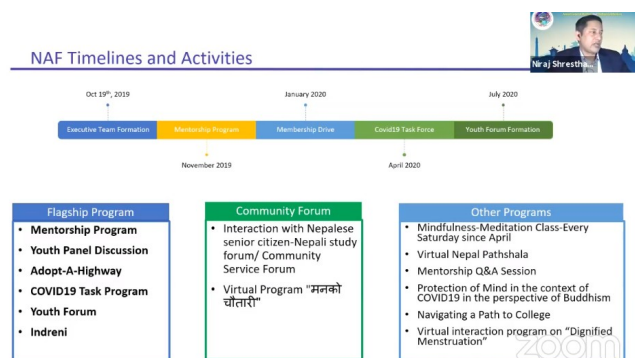 NAF Timelines and Activities
Niraj Shrestha...
Oct 19th, 2019
January 2020
July 2020
Executive Team Formation
Mentorship Program
Membership Drive
Covid19 Task Force
Youth Forum Formation
November 2019
April 2020
Flagship Program
• Mentorship Program
• Youth Panel Discussion
• Adopt-A-Highway
• COVID19 Task Program
• Youth Forum
• Indreni
Community Forum
• Interaction with Nepalese
senior citizen-Nepali study
forum/ Community
Service Forum
• Virtual Program "मनको
चौतारी"
Other Programs
• Mindfulness-Meditation Class-Every
Saturday since April
• Virtual Nepal Pathshala
• Mentorship Q&A Session
• Protection of Mind in the context of
COVID19 in the perspective of Buddhism
• Navigating a Path to College
• Virtual interaction program on “Dignified
Menstruation”
zoom